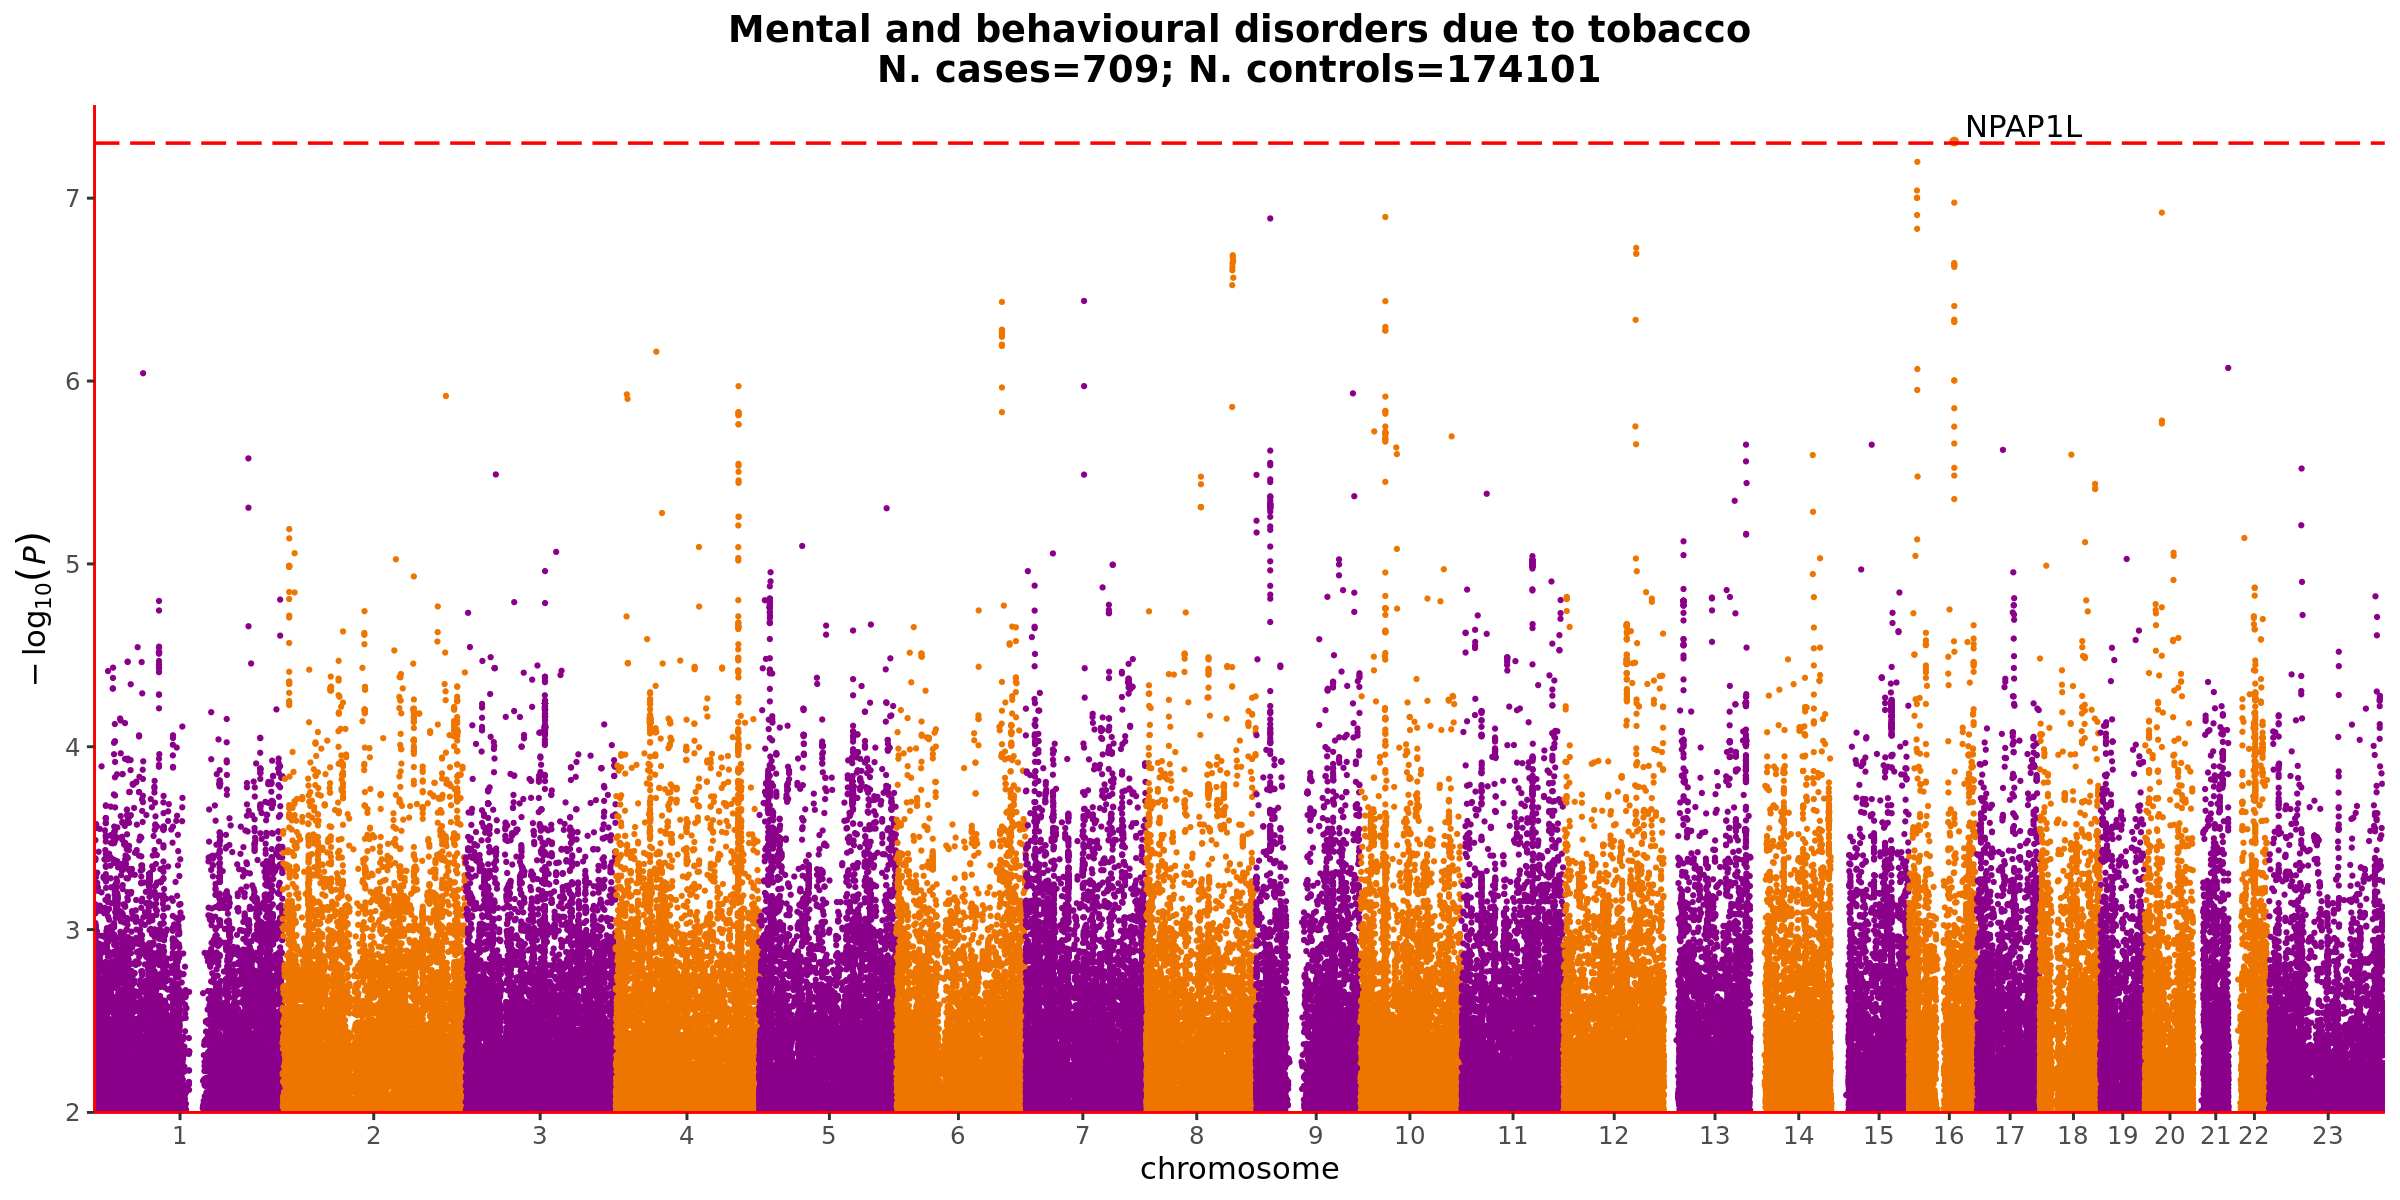 Mental and behavioural disorders due to tobacco
N. cases=709; N. controls=174101
NPAP1L
7
6
5
4
3
2
−log₁₀(P)
1 2 3 4 5 6 7 8 9 10 11 12 13 14 15 16 17 18 19 20 21 22 23
chromosome